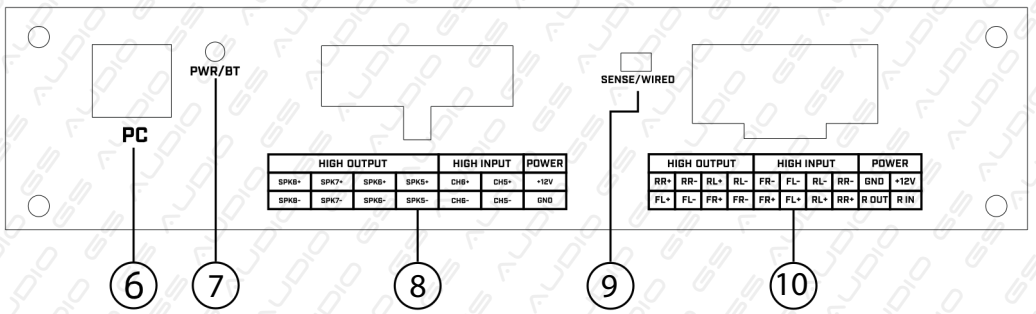 PWR/BT
SENSE/WIRED
PC
HIGH OUTPUT HIGH INPUT POWER
SPK8+ SPK7+ SPK6+ SPK5+ CH6+ CH5+ +12V
SPK8- SPK7- SPK6- SPK5- CH6- CH5- GND
HIGH OUTPUT HIGH INPUT POWER
RR+ RR- RL+ RL- FR- FL- RL- RR- GND +12V
FL+ FL- FR+ FR- FR+ FL+ RL+ RR+ R OUT R IN
6 7 8 9 10
AUDIO GS